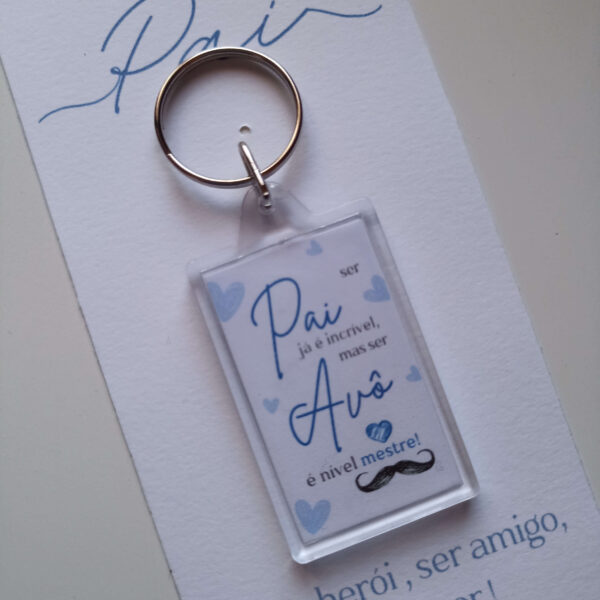 Pai
ser
Pai
já é incrível,
mas ser
Avô
é nível mestre!
herói , ser amigo,